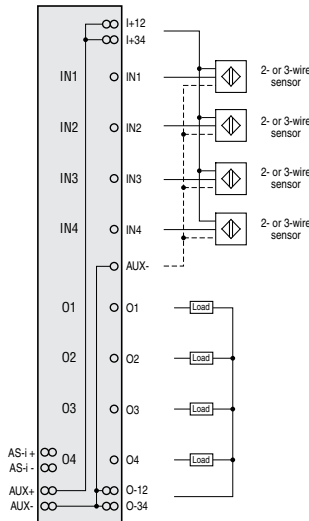 I+12
I+34
IN1 IN1 2- or 3-wire
sensor
IN2 IN2 2- or 3-wire
sensor
IN3 IN3 2- or 3-wire
sensor
IN4 IN4 2- or 3-wire
sensor
AUX-
O1 O1 Load
O2 O2 Load
O3 O3 Load
AS-i +
O4 O4 Load
AS-i -
AUX+ O-12
AUX- O-34